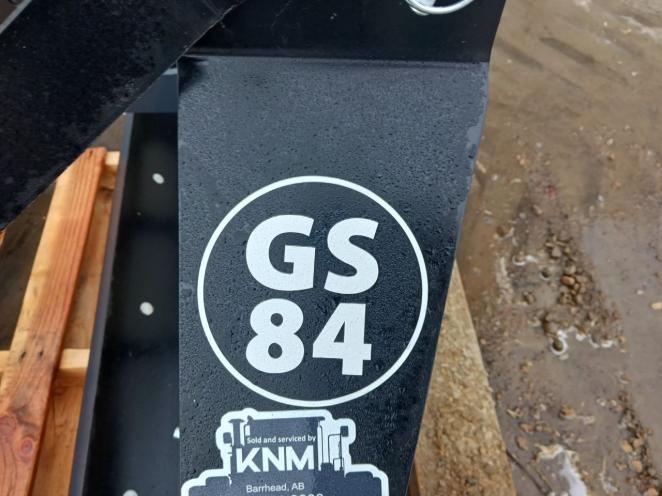 GS
84
Sold and serviced by
KNM
Barrhead, AB